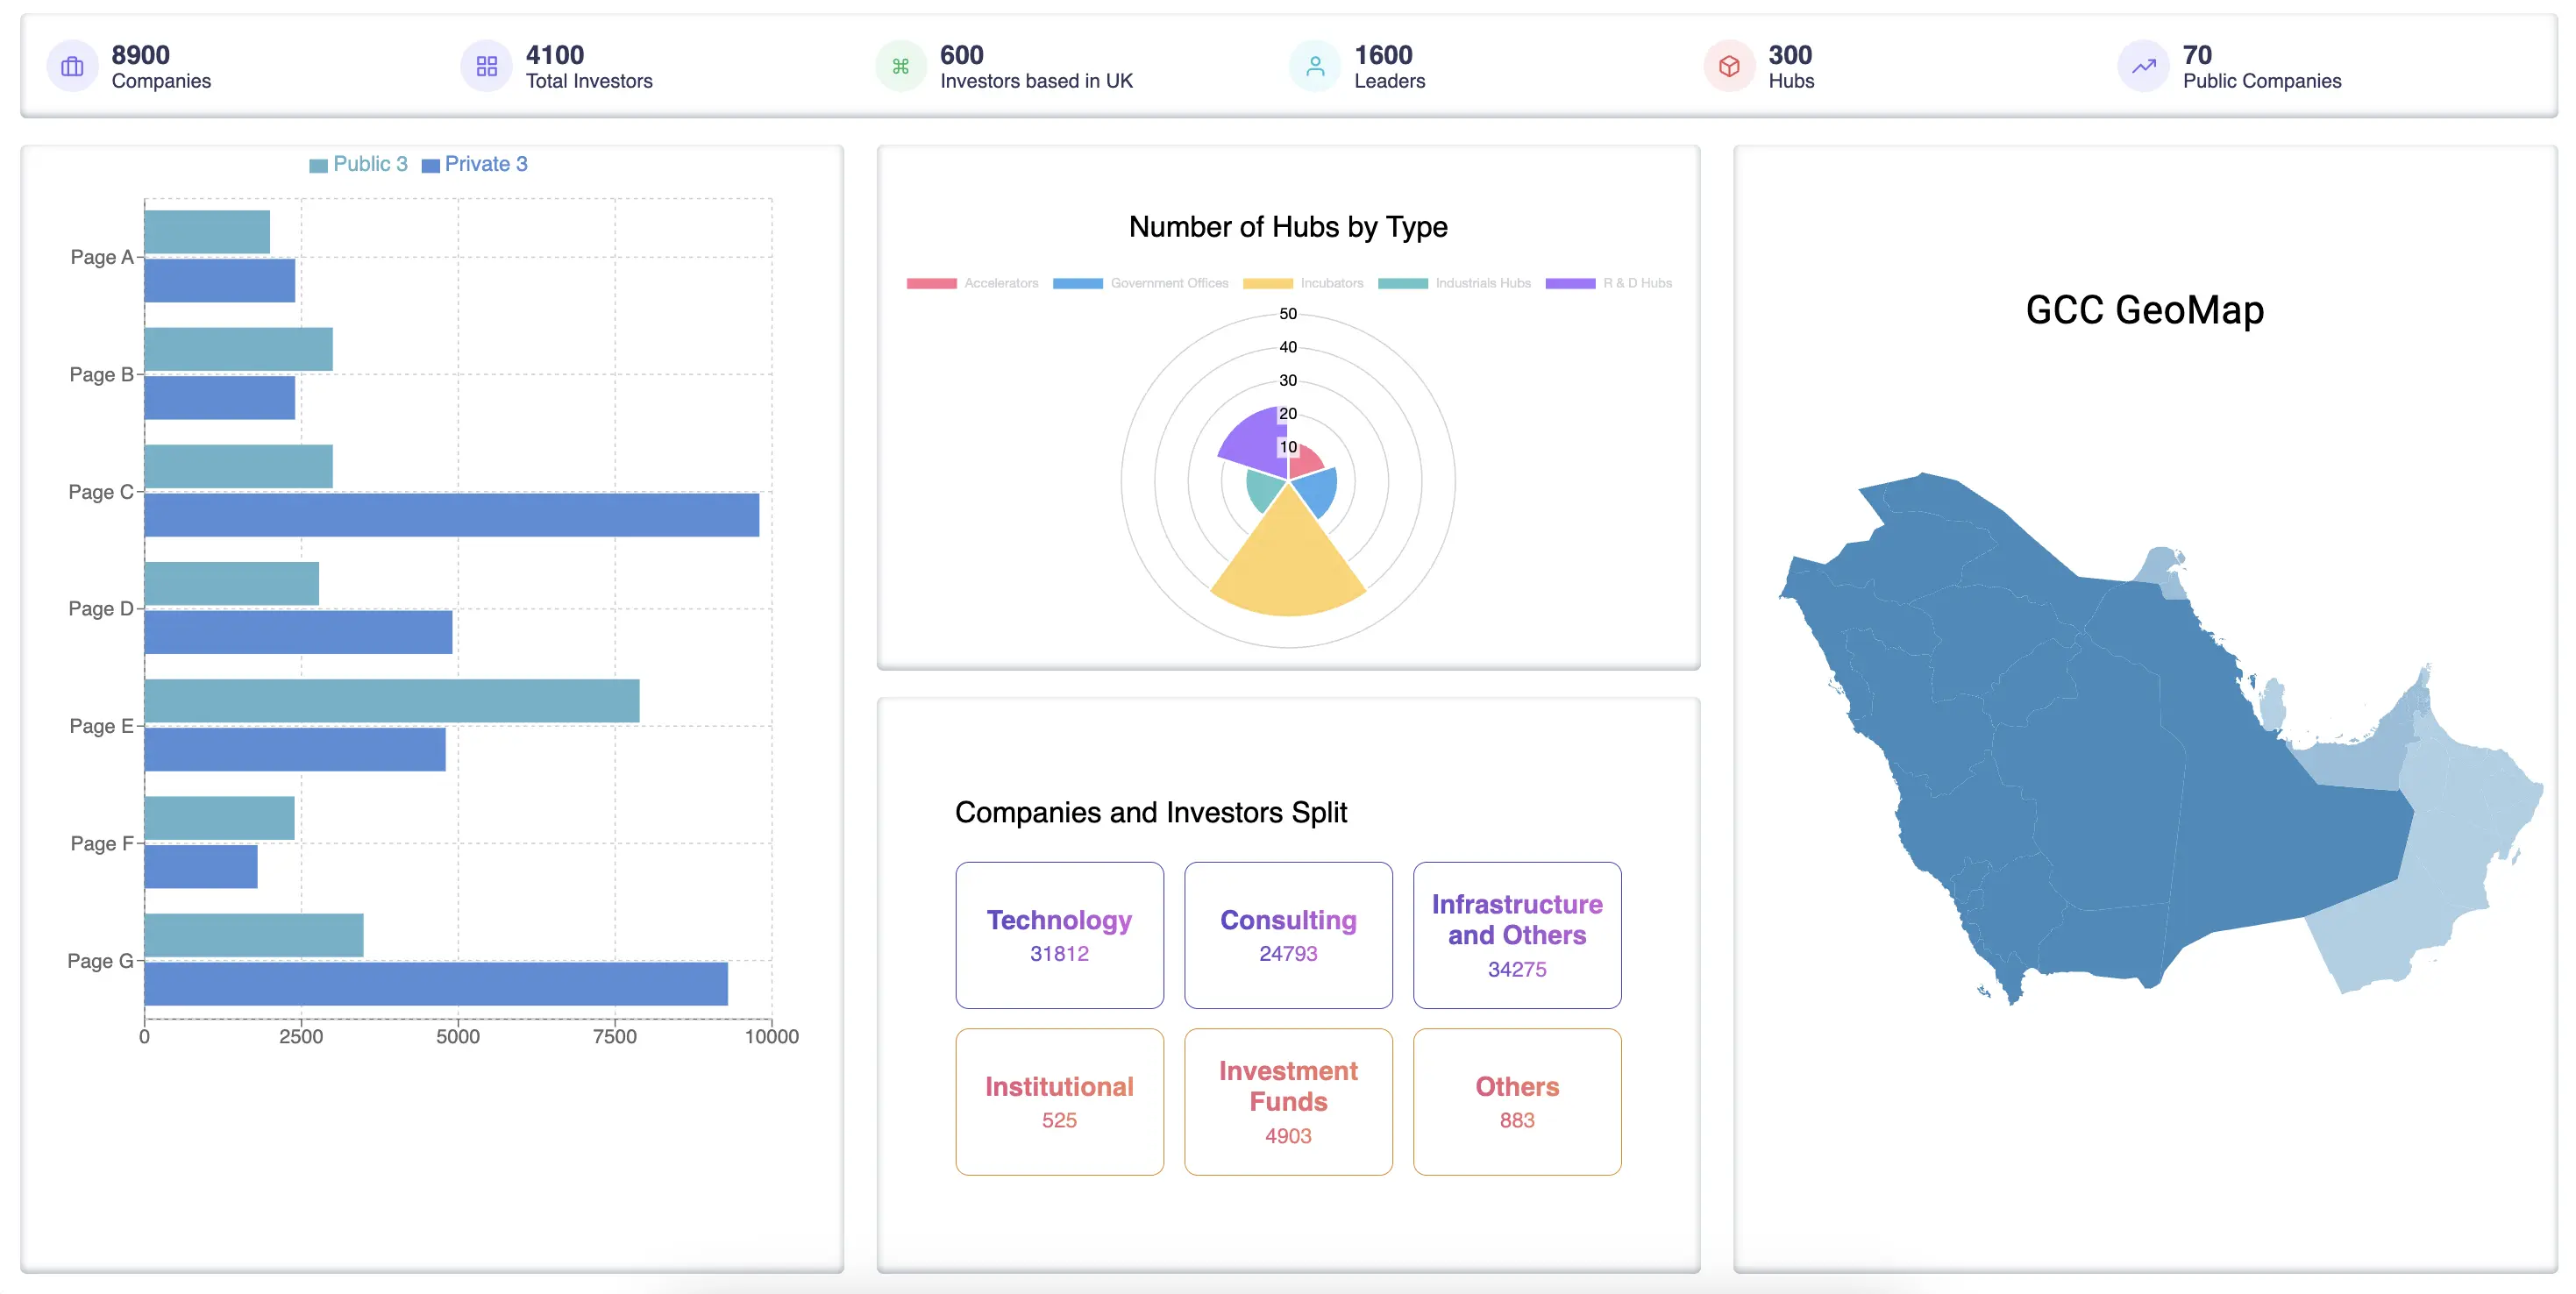 8900
Companies
4100
Total Investors
600
Investors based in UK
1600
Leaders
300
Hubs
70
Public Companies
Public 3 Private 3
Page A
Page B
Page C
Page D
Page E
Page F
Page G
0 2500 5000 7500 10000
Number of Hubs by Type
Accelerators Government Offices Incubators Industrials Hubs R & D Hubs
50
40
30
20
10
Companies and Investors Split
Technology
31812
Consulting
24793
Infrastructure
and Others
34275
Institutional
525
Investment
Funds
4903
Others
883
GCC GeoMap